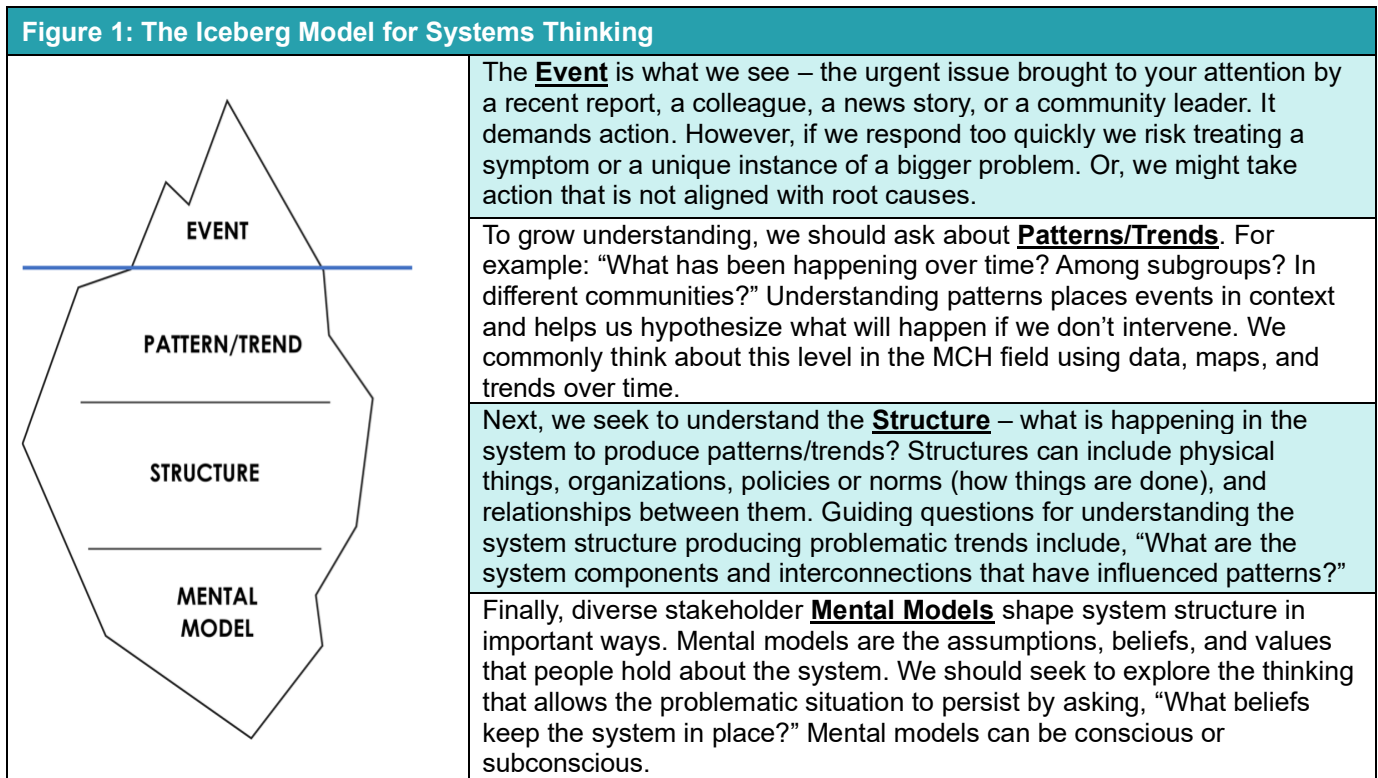 Figure 1: The Iceberg Model for Systems Thinking
EVENT
PATTERN/TREND
STRUCTURE
MENTAL
MODEL
The Event is what we see – the urgent issue brought to your attention by
a recent report, a colleague, a news story, or a community leader. It
demands action. However, if we respond too quickly we risk treating a
symptom or a unique instance of a bigger problem. Or, we might take
action that is not aligned with root causes.
To grow understanding, we should ask about Patterns/Trends. For
example: “What has been happening over time? Among subgroups? In
different communities?” Understanding patterns places events in context
and helps us hypothesize what will happen if we don’t intervene. We
commonly think about this level in the MCH field using data, maps, and
trends over time.
Next, we seek to understand the Structure – what is happening in the
system to produce patterns/trends? Structures can include physical
things, organizations, policies or norms (how things are done), and
relationships between them. Guiding questions for understanding the
system structure producing problematic trends include, “What are the
system components and interconnections that have influenced patterns?”
Finally, diverse stakeholder Mental Models shape system structure in
important ways. Mental models are the assumptions, beliefs, and values
that people hold about the system. We should seek to explore the thinking
that allows the problematic situation to persist by asking, “What beliefs
keep the system in place?” Mental models can be conscious or
subconscious.